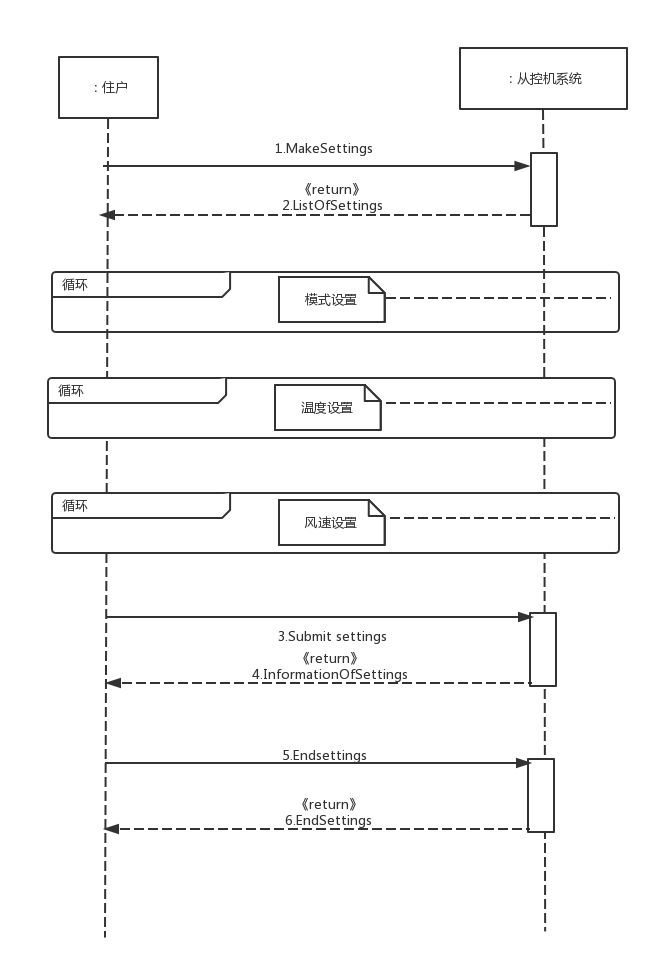 : 住户
: 从控机系统
1.MakeSettings
《return》
2.ListOfSettings
循环
模式设置
循环
温度设置
循环
风速设置
3.Submit settings
《return》
4.InformationOfSettings
5.Endsettings
《return》
6.EndSettings